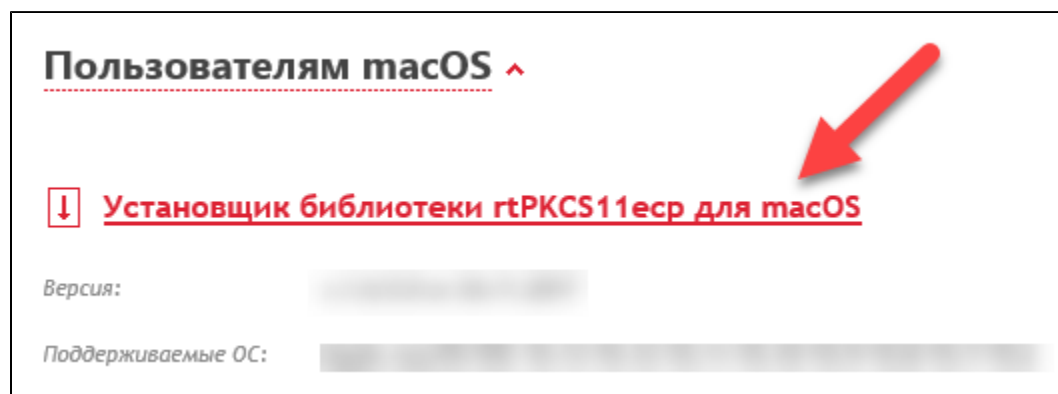 Пользователям macOS
Установщик библиотеки rtPKCS11ecp для macOS
Версия:
Поддерживаемые ОС: